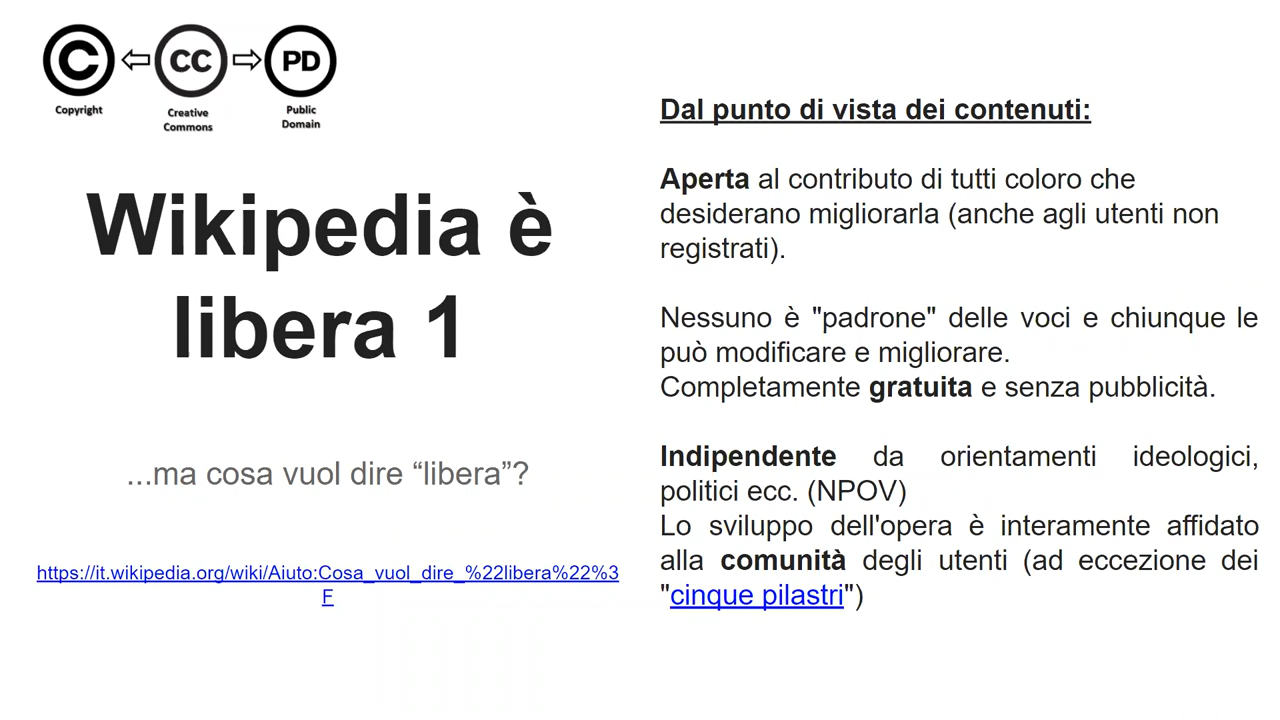 C CC PD
Copyright
Creative
Commons
Public
Domain
Wikipedia è
libera 1
...ma cosa vuol dire “libera”?
https://it.wikipedia.org/wiki/Aiuto:Cosa_vuol_dire_%22libera%22%3
F
Dal punto di vista dei contenuti:
Aperta al contributo di tutti coloro che
desiderano migliorarla (anche agli utenti non
registrati).
Nessuno è "padrone" delle voci e chiunque le
può modificare e migliorare.
Completamente gratuita e senza pubblicità.
Indipendente da orientamenti ideologici,
politici ecc. (NPOV)
Lo sviluppo dell'opera è interamente affidato
alla comunità degli utenti (ad eccezione dei
"cinque pilastri")